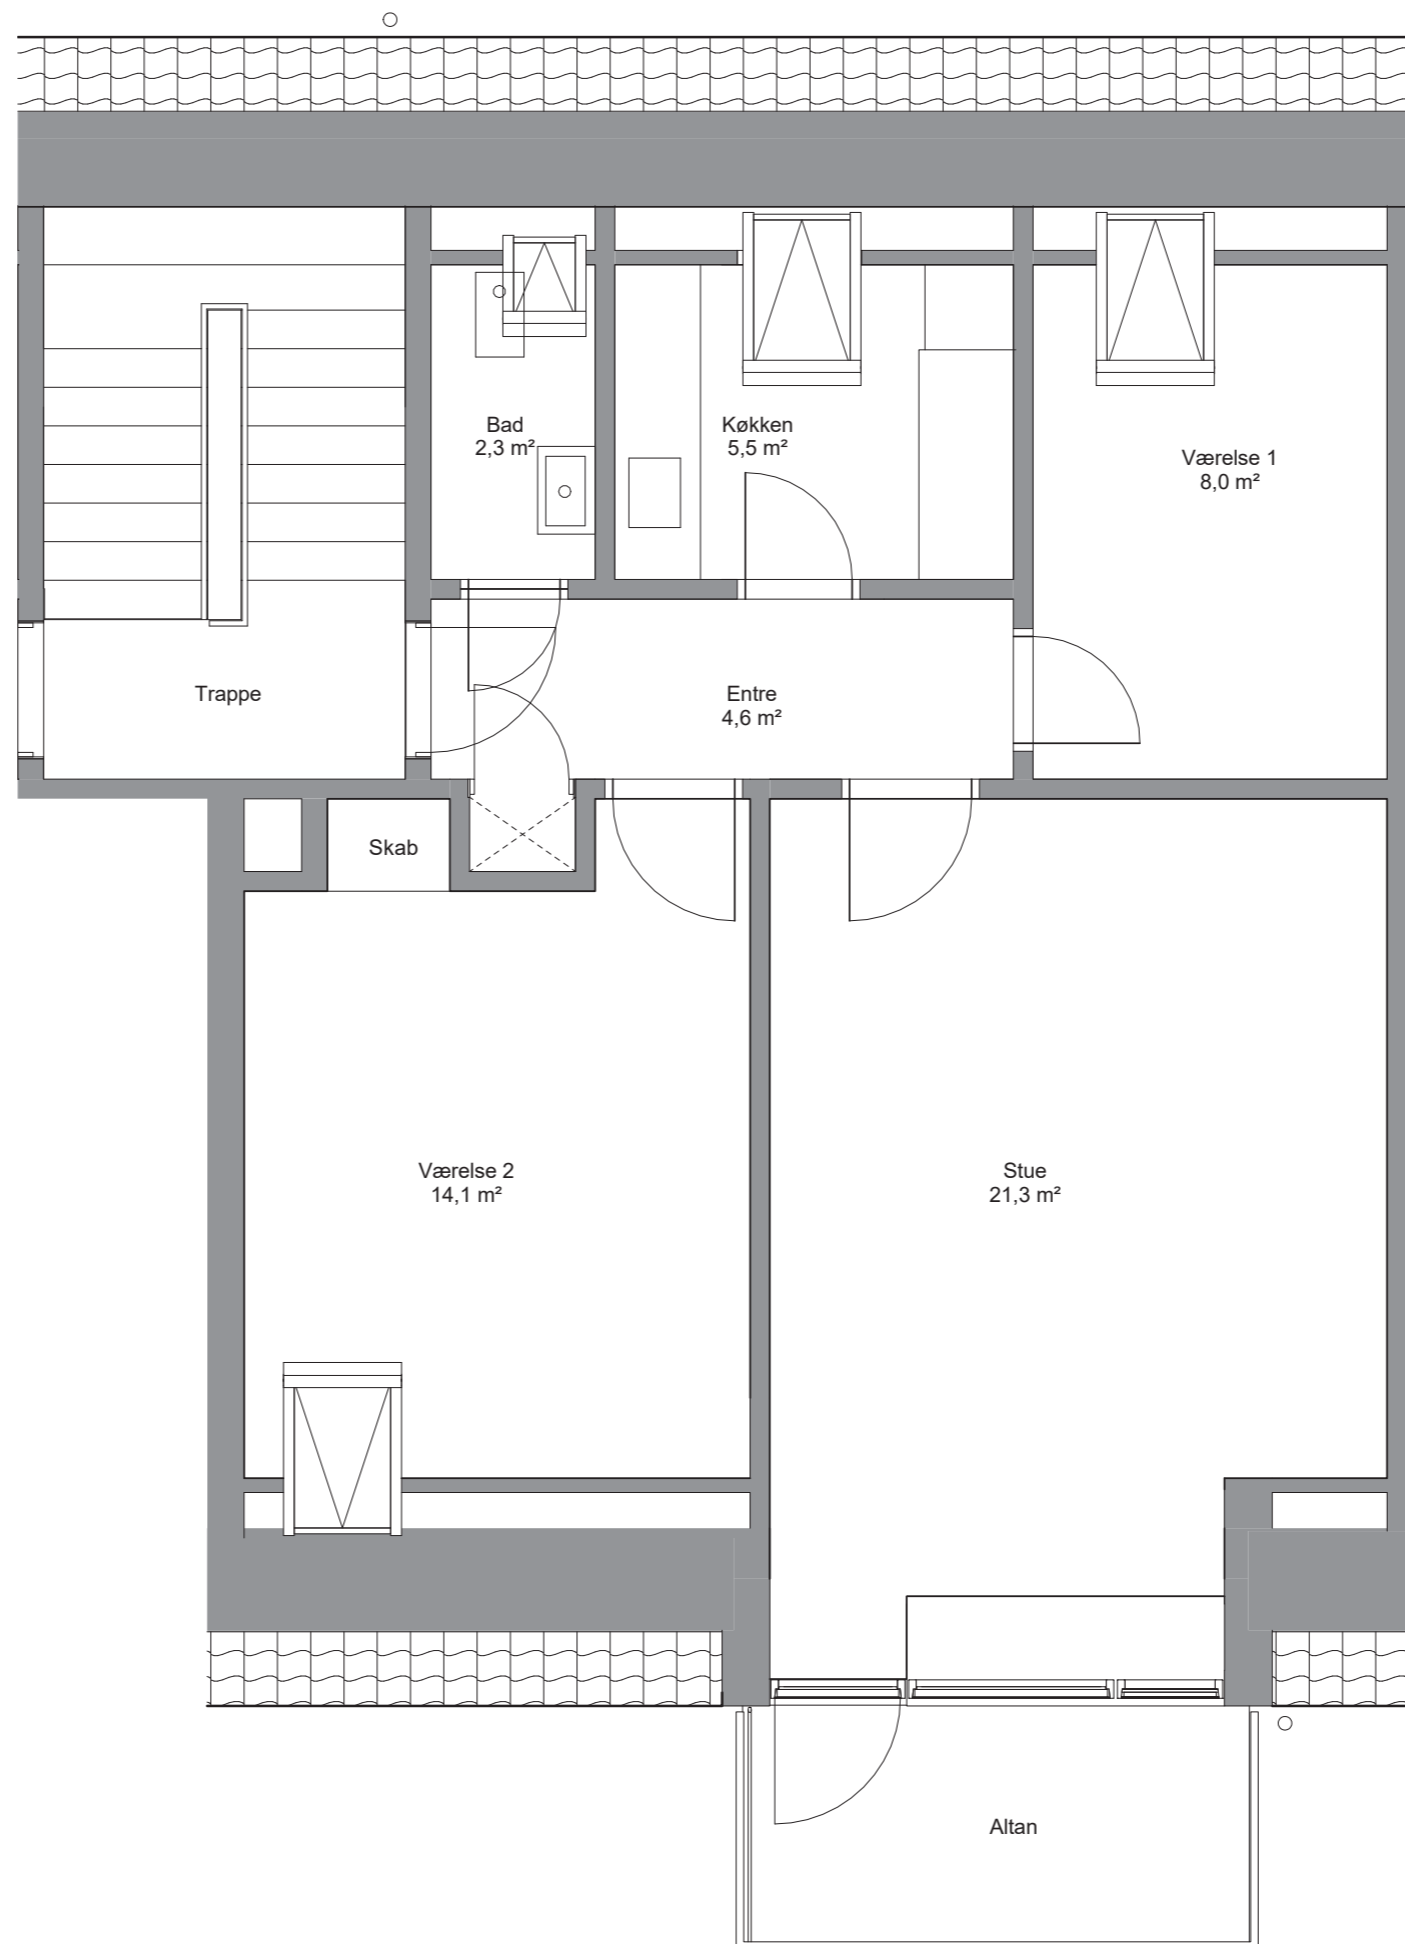 Bad
2,3 m²
Køkken
5,5 m²
Værelse 1
8,0 m²
Trappe
Entre
4,6 m²
Skab
Værelse 2
14,1 m²
Stue
21,3 m²
Altan